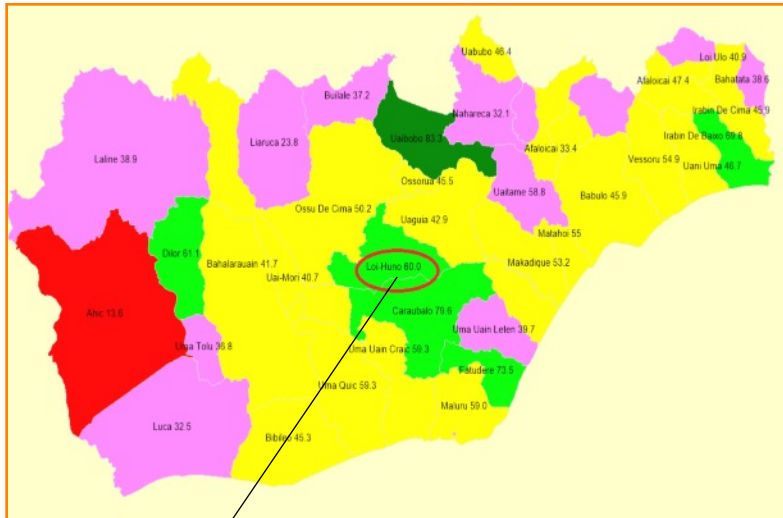 Uabubo 46.4
Loi Ulo 40.9
Afaloicai 47.4
Bahatata 38.6
Builale 37.2
Nahareca 32.1
Irabin De Cima 45.9
Uaibobo 83.3
Irabin De Baixo 69.8
Liaruca 23.8
Afaloicai 33.4
Laline 38.9
Vessoru 54.9
Uani Uma 46.7
Ossorua 45.5
Uaitame 58.8
Babulo 45.9
Ossu De Cima 50.2
Uaguia 42.9
Matahoi 55
Dilor 61.1
Bahalarauain 41.7
Makadique 53.2
Loi-Huno 60.0
Uai-Mori 40.7
Abic 13.6
Caraubalo 79.6
Uma Uain Leten 39.7
Uma Tolu 36.8
Uma Uain Craic 59.3
Fatudere 73.5
Uma Quic 59.3
Maluru 59.0
Luca 32.5
Bibileo 45.3